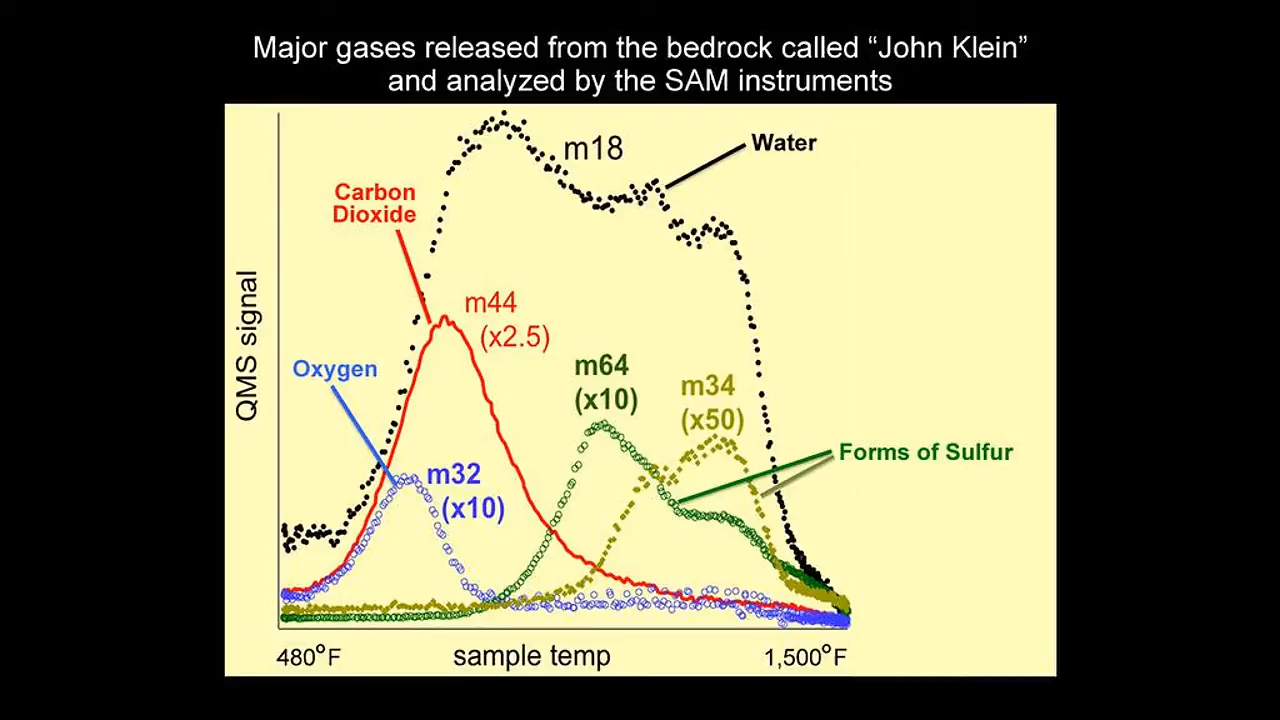 Major gases released from the bedrock called “John Klein”
and analyzed by the SAM instruments
m18
Water
Carbon
Dioxide
m44
(x2.5)
Oxygen
m64
(x10)
m34
(x50)
QMS signal
m32
(x10)
Forms of Sulfur
480°F
sample temp
1,500°F